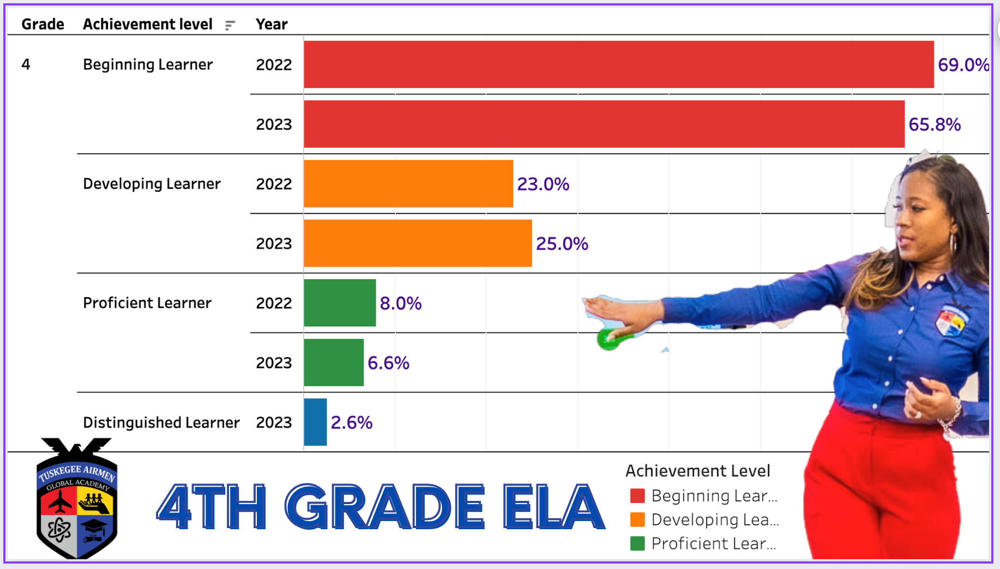 Grade Achievement level Year
4 Beginning Learner 2022 69.0%
2023 65.8%
Developing Learner 2022 23.0%
2023 25.0%
Proficient Learner 2022 8.0%
2023 6.6%
Distinguished Learner 2023 2.6%
TUSKEGEE AIRMEN
GLOBAL ACADEMY
4TH GRADE ELA
Achievement Level
Beginning Lear...
Developing Lea...
Proficient Lear...